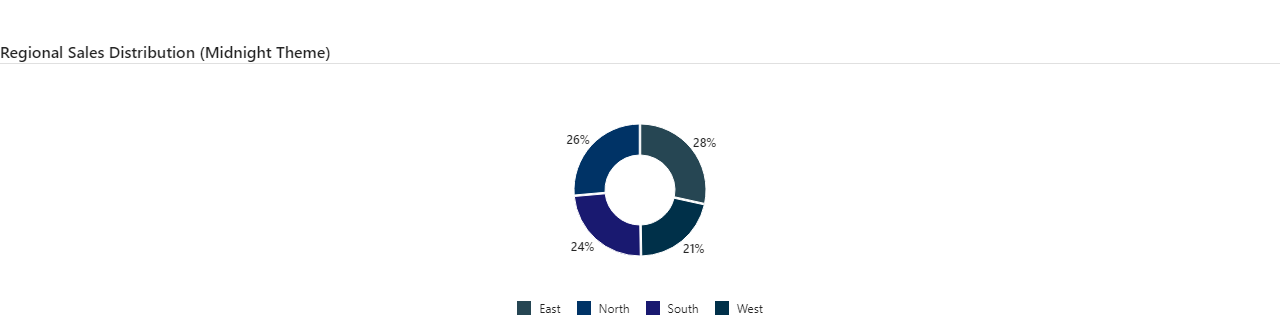 Regional Sales Distribution (Midnight Theme)
26%
28%
24%
21%
East
North
South
West